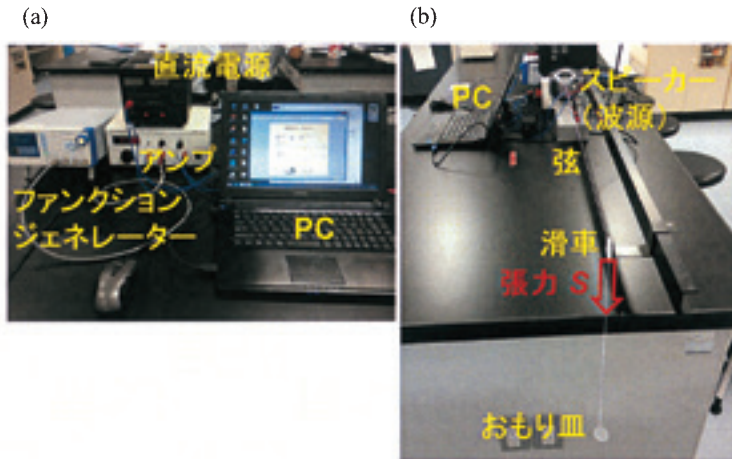 (a)
直流電源
アンプ
ファンクション
ジェネレーター
PC
(b)
PC
スピーカー
(波源)
弦
滑車
張力 S
おもり皿